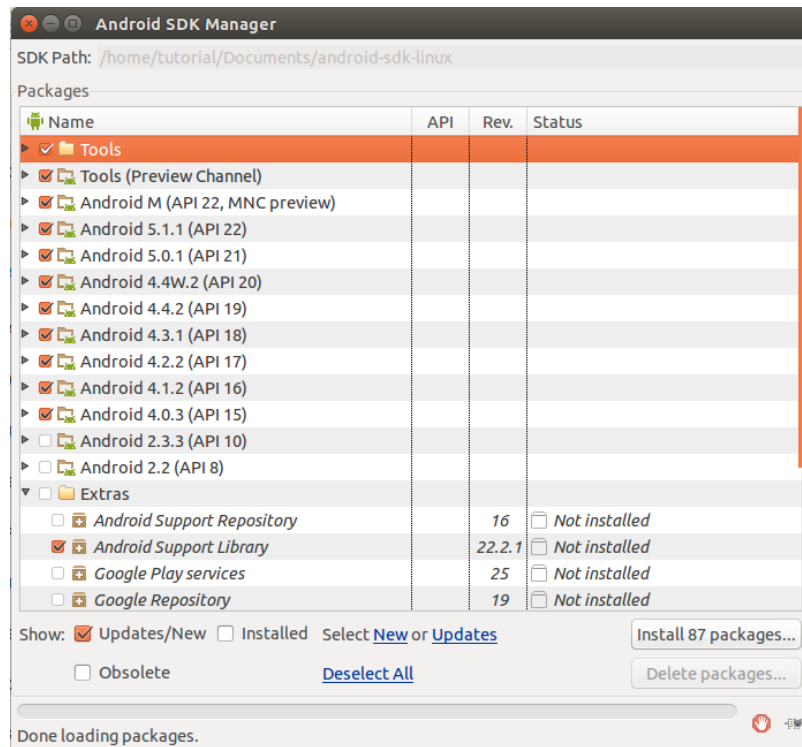 Android SDK Manager
SDK Path: /home/tutorial/Documents/android-sdk-linux
Packages
Name API Rev. Status
Tools
Tools (Preview Channel)
Android M (API 22, MNC preview)
Android 5.1.1 (API 22)
Android 5.0.1 (API 21)
Android 4.4W.2 (API 20)
Android 4.4.2 (API 19)
Android 4.3.1 (API 18)
Android 4.2.2 (API 17)
Android 4.1.2 (API 16)
Android 4.0.3 (API 15)
Android 2.3.3 (API 10)
Android 2.2 (API 8)
Extras
Android Support Repository 16 Not installed
Android Support Library 22.2.1 Not installed
Google Play services 25 Not installed
Google Repository 19 Not installed
Show: Updates/New Installed Select New or Updates Install 87 packages...
Obsolete Deselect All Delete packages...
Done loading packages.